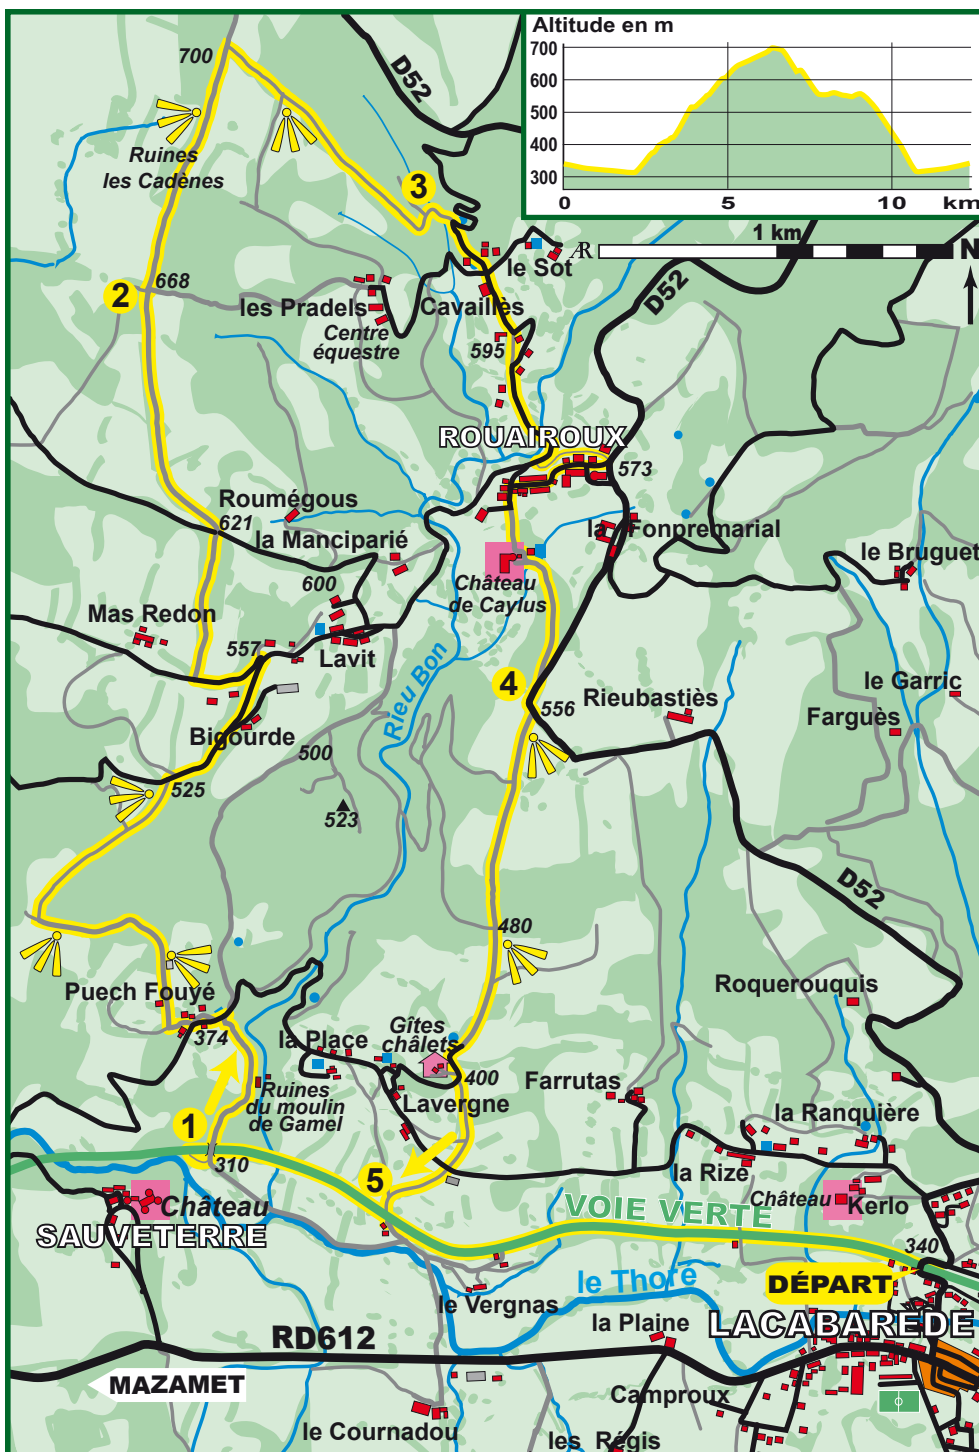 Altitude en m
700
600
500
400
300
0
5
10
km
1 km
N
AR
700
D52
Ruines
les Cadènes
3
le Sot
D52
668
2
les Pradels
Cavaillès
Centre
équestre
595
ROUAIROUX
573
Roumégous
621
la Manciparié
la Fonpremarial
le Bruguet
600
Château
de Caylus
Mas Redon
557
Lavit
Rieu Bon
4
556
Rieubastiès
le Garric
Farguès
Bigourde
500
525
523
D52
480
Puech Fouyé
Roquerouquis
374
la Place
Gîtes
châlets
400
Farrutas
Ruines
du moulin
de Gamel
Lavergne
la Ranquière
1
310
5
la Rize
Château
Kerlo
Château
SAUVETERRE
VOIE VERTE
340
le Thoré
DÉPART
le Vergnas
LACABARÈDE
RD612
la Plaine
MAZAMET
Camproux
le Cournadou
les Régis